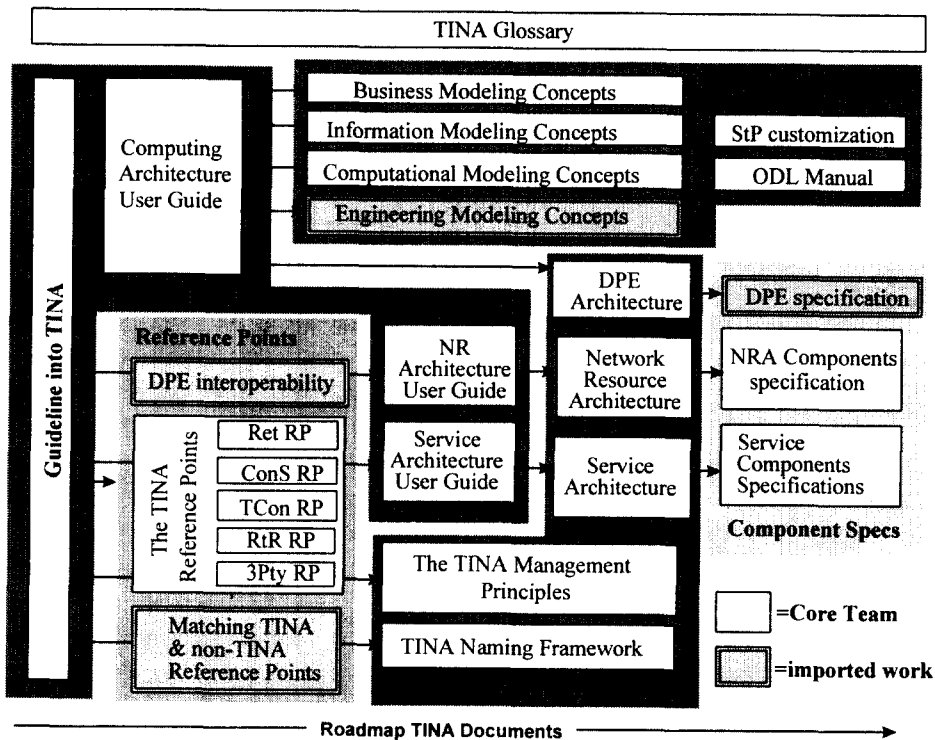 TINA Glossary
Guideline into TINA
Computing
Architecture
User Guide
Business Modeling Concepts
Information Modeling Concepts
Computational Modeling Concepts
Engineering Modeling Concepts
StP customization
ODL Manual
DPE
Architecture
DPE specification
Reference Points
DPE interoperability
NR
Architecture
User Guide
Network
Resource
Architecture
NRA Components
specification
The TINA
Reference Points
Ret RP
ConS RP
TCon RP
RtR RP
3Pty RP
Service
Architecture
User Guide
Service
Architecture
Service
Components
Specifications
Component Specs
The TINA Management
Principles
Matching TINA
& non-TINA
Reference Points
TINA Naming Framework
=Core Team
=imported work
Roadmap TINA Documents